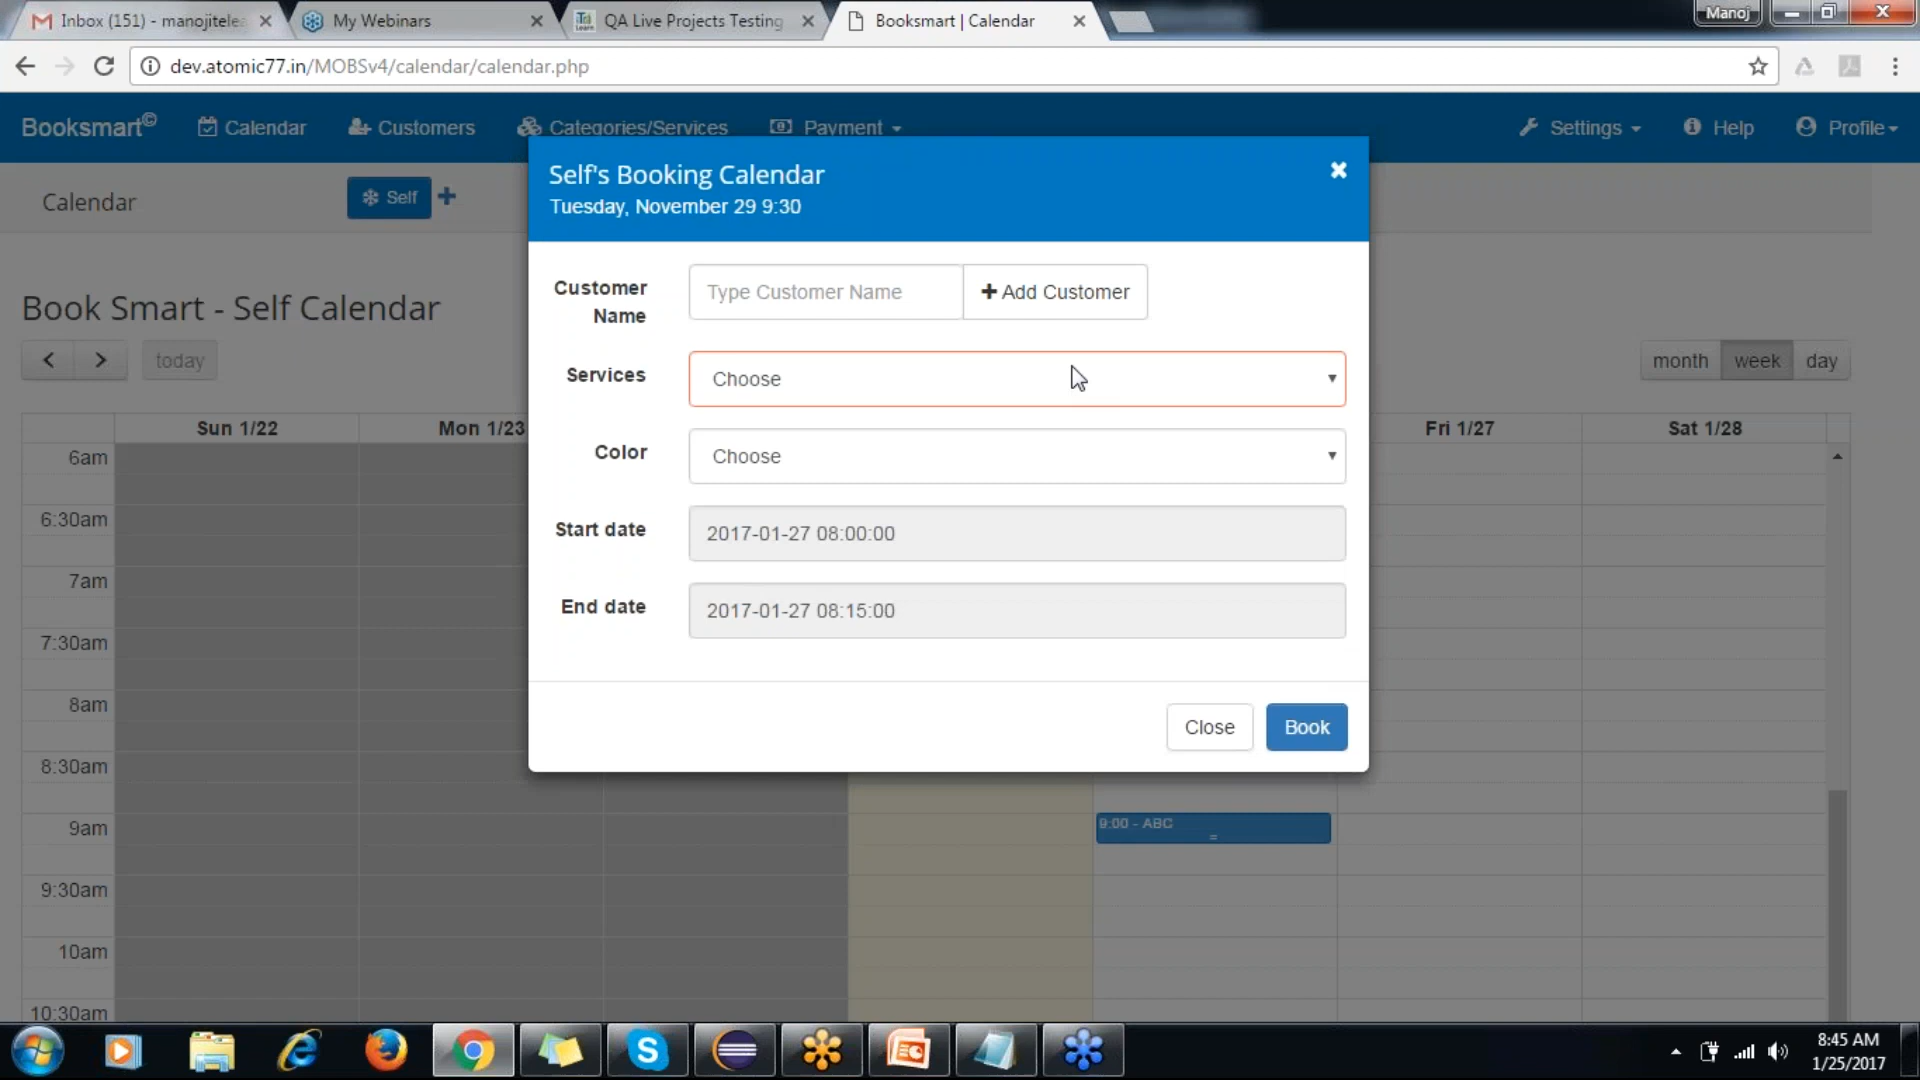 Inbox (151) - manojitelea
My Webinars
QA Live Projects Testing
Booksmart | Calendar
Manoj
dev.atomic77.in/MOBSv4/calendar/calendar.php
Booksmart©
Calendar
Customers
Categories/Services
Payment
Settings
Help
Profile
Calendar
Self
Self's Booking Calendar
Tuesday, November 29 9:30
Customer Name
Type Customer Name
Add Customer
Services
Choose
Color
Choose
Start date
2017-01-27 08:00:00
End date
2017-01-27 08:15:00
Close
Book
Book Smart - Self Calendar
today
month
week
day
Sun 1/22
Mon 1/23
Fri 1/27
Sat 1/28
6am
6:30am
7am
7:30am
8am
8:30am
9am
9:00 - ABC
9:30am
10am
10:30am
8:45 AM
1/25/2017